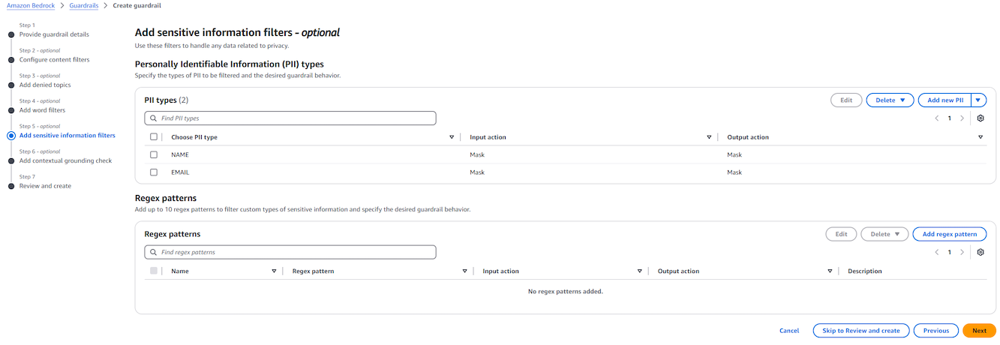 Amazon Bedrock > Guardrails > Create guardrail
Step 1
Provide guardrail details
Step 2 - optional
Configure content filters
Step 3 - optional
Add denied topics
Step 4 - optional
Add word filters
Step 5 - optional
Add sensitive information filters
Step 6 - optional
Add contextual grounding check
Step 7
Review and create
Add sensitive information filters - optional
Use these filters to handle any data related to privacy.
Personally Identifiable Information (PII) types
Specify the types of PII to be filtered and the desired guardrail behavior.
PII types (2) Edit Delete Add new PII
Find PII types 1
Choose PII type Input action Output action
NAME Mask Mask
EMAIL Mask Mask
Regex patterns
Add up to 10 regex patterns to filter custom types of sensitive information and specify the desired guardrail behavior.
Regex patterns Edit Delete Add regex pattern
Find regex patterns 1
Name Regex pattern Input action Output action Description
No regex patterns added.
Cancel Skip to Review and create Previous Next